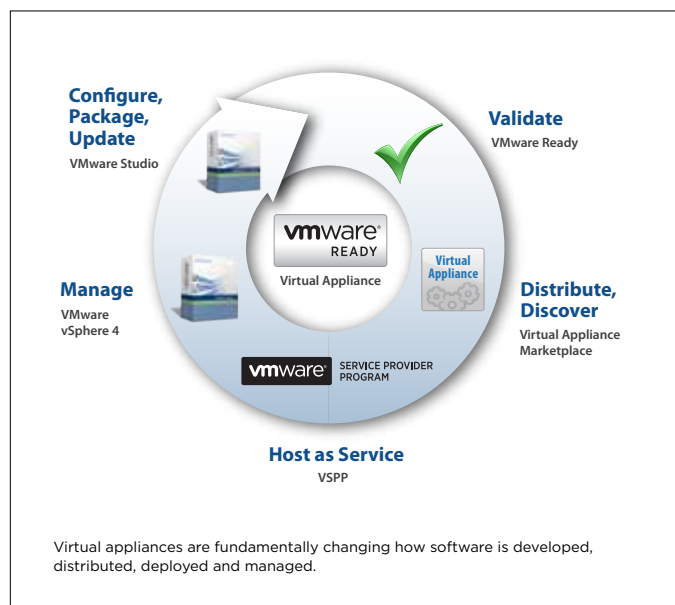 Configure,
Package,
Update
VMware Studio
Validate
VMware Ready
vmware®
READY
Virtual Appliance
Virtual
Appliance
Manage
VMware
vSphere 4
Distribute,
Discover
Virtual Appliance
Marketplace
vmware®
SERVICE PROVIDER
PROGRAM
Host as Service
VSPP
Virtual appliances are fundamentally changing how software is developed,
distributed, deployed and managed.